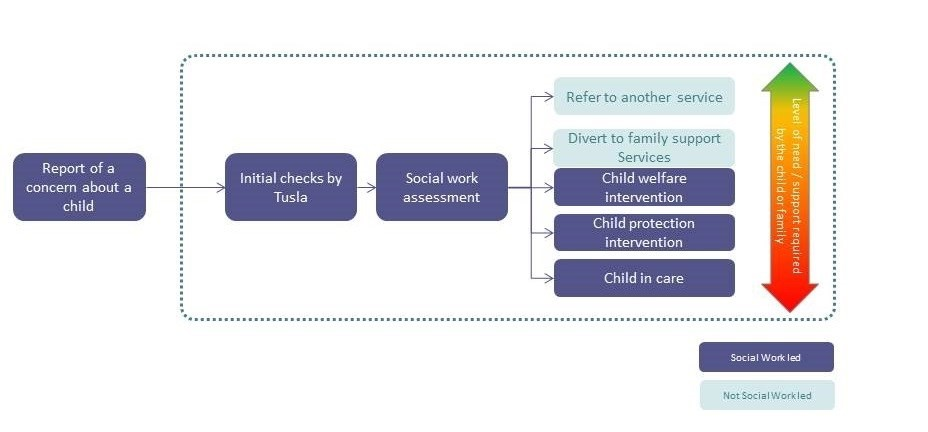 Report of a
concern about a
child
Initial checks by
Tusla
Social work
assessment
Refer to another service
Divert to family support
Services
Child welfare
intervention
Child protection
intervention
Child in care
Level of need / support required
by the child or family
Social Work led
Not Social Work led